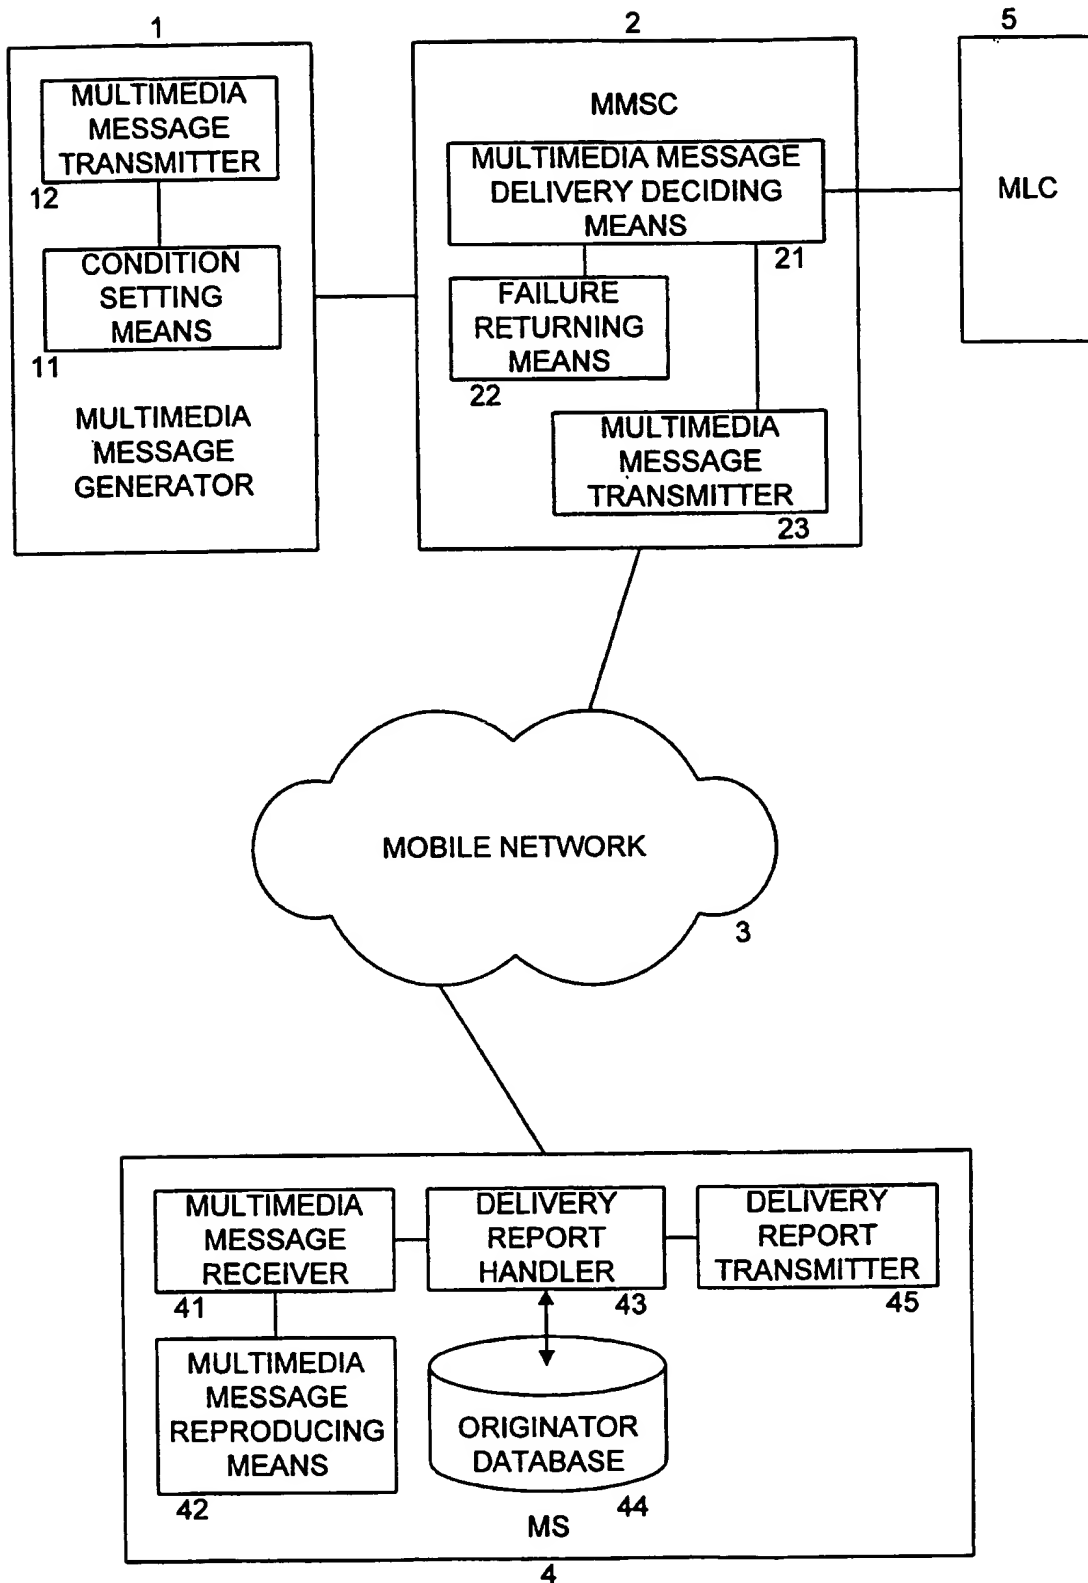 1
2
5
MULTIMEDIA
MESSAGE
TRANSMITTER
12
CONDITION
SETTING
MEANS
11
MULTIMEDIA
MESSAGE
GENERATOR
MMSC
MULTIMEDIA MESSAGE
DELIVERY DECIDING
MEANS
21
FAILURE
RETURNING
MEANS
22
MULTIMEDIA
MESSAGE
TRANSMITTER
23
MLC
MOBILE NETWORK
3
MULTIMEDIA
MESSAGE
RECEIVER
41
DELIVERY
REPORT
HANDLER
43
DELIVERY
REPORT
TRANSMITTER
45
MULTIMEDIA
MESSAGE
REPRODUCING
MEANS
42
ORIGINATOR
DATABASE
44
MS
4